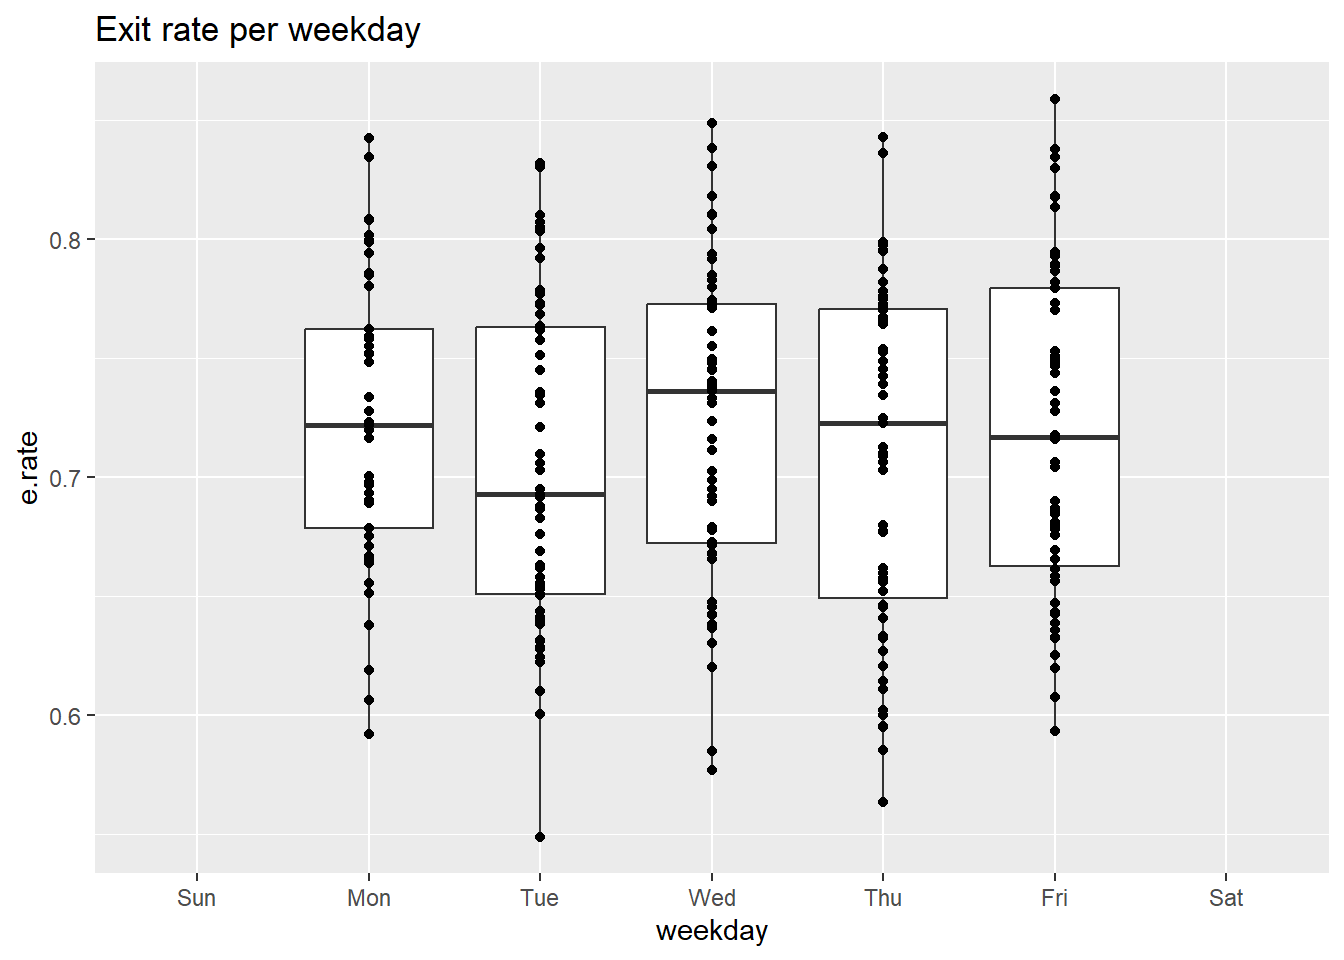 Exit rate per weekday
e.rate
0.8
0.7
0.6
Sun Mon Tue Wed Thu Fri Sat
weekday